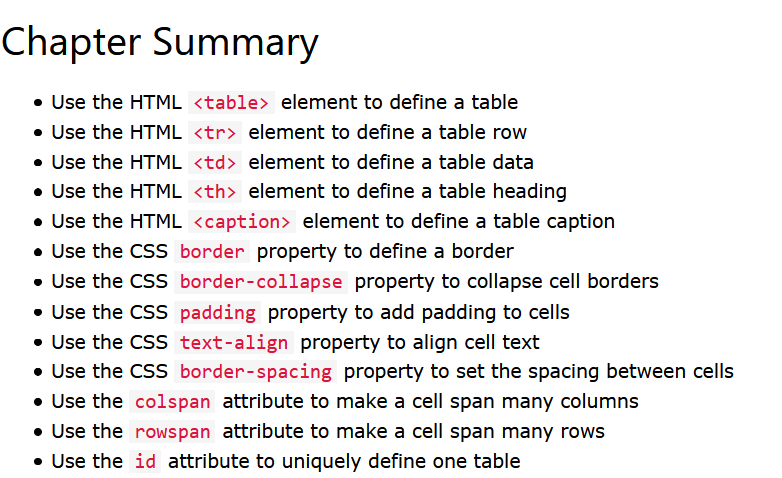 Chapter Summary
• Use the HTML <table> element to define a table
• Use the HTML <tr> element to define a table row
• Use the HTML <td> element to define a table data
• Use the HTML <th> element to define a table heading
• Use the HTML <caption> element to define a table caption
• Use the CSS border property to define a border
• Use the CSS border-collapse property to collapse cell borders
• Use the CSS padding property to add padding to cells
• Use the CSS text-align property to align cell text
• Use the CSS border-spacing property to set the spacing between cells
• Use the colspan attribute to make a cell span many columns
• Use the rowspan attribute to make a cell span many rows
• Use the id attribute to uniquely define one table